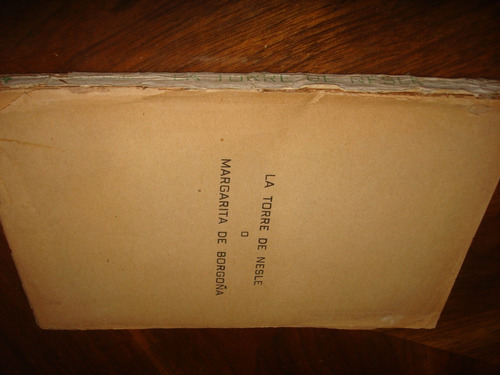 LA TORRE DE NESLE
O
MARGARITA DE BORGOÑA